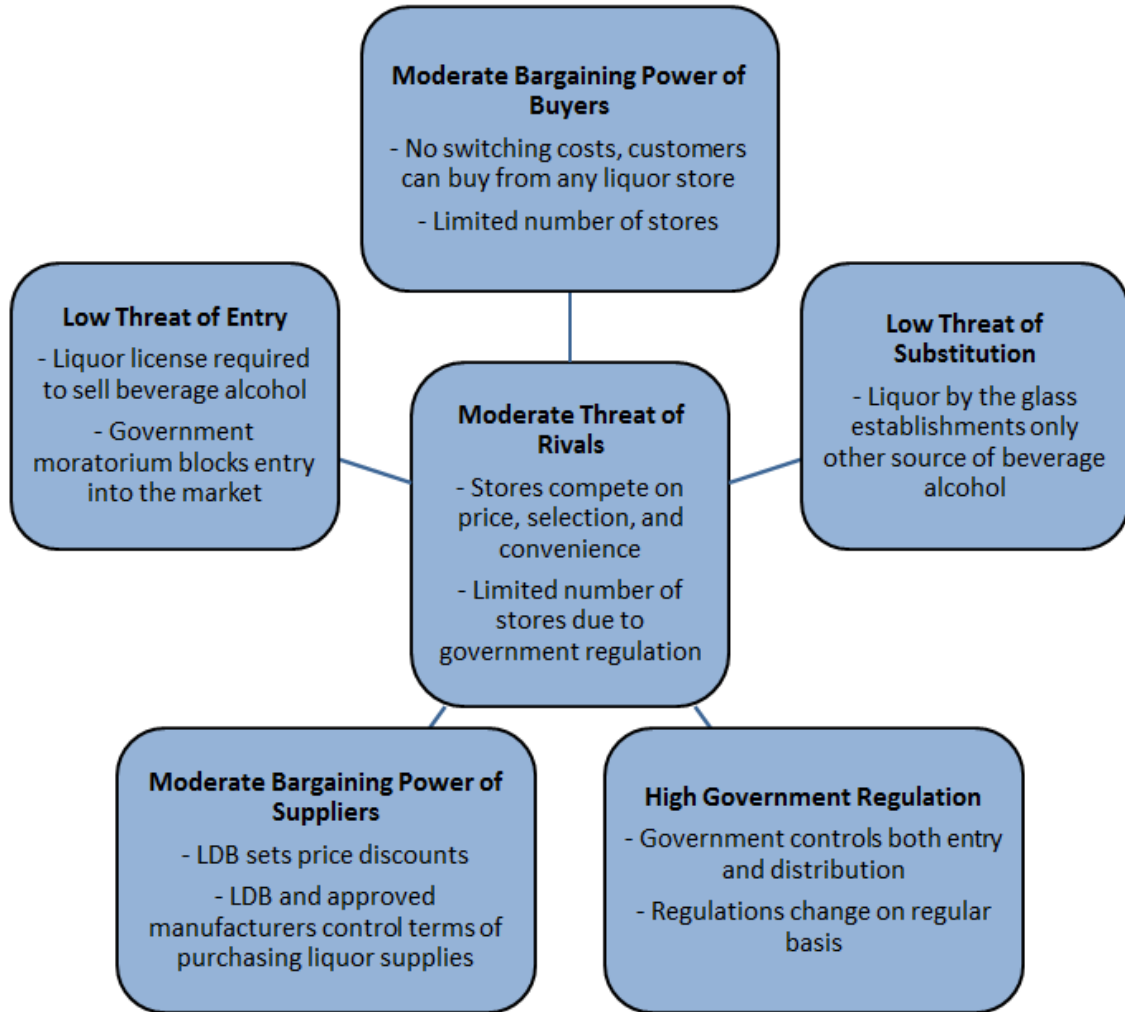 Moderate Bargaining Power of
Buyers
- No switching costs, customers
can buy from any liquor store
- Limited number of stores
Low Threat of Entry
- Liquor license required
to sell beverage alcohol
- Government
moratorium blocks entry
into the market
Low Threat of
Substitution
- Liquor by the glass
establishments only
other source of beverage
alcohol
Moderate Threat of
Rivals
- Stores compete on
price, selection, and
convenience
- Limited number of
stores due to
government regulation
Moderate Bargaining Power of
Suppliers
- LDB sets price discounts
- LDB and approved
manufacturers control terms of
purchasing liquor supplies
High Government Regulation
- Government controls both entry
and distribution
- Regulations change on regular
basis